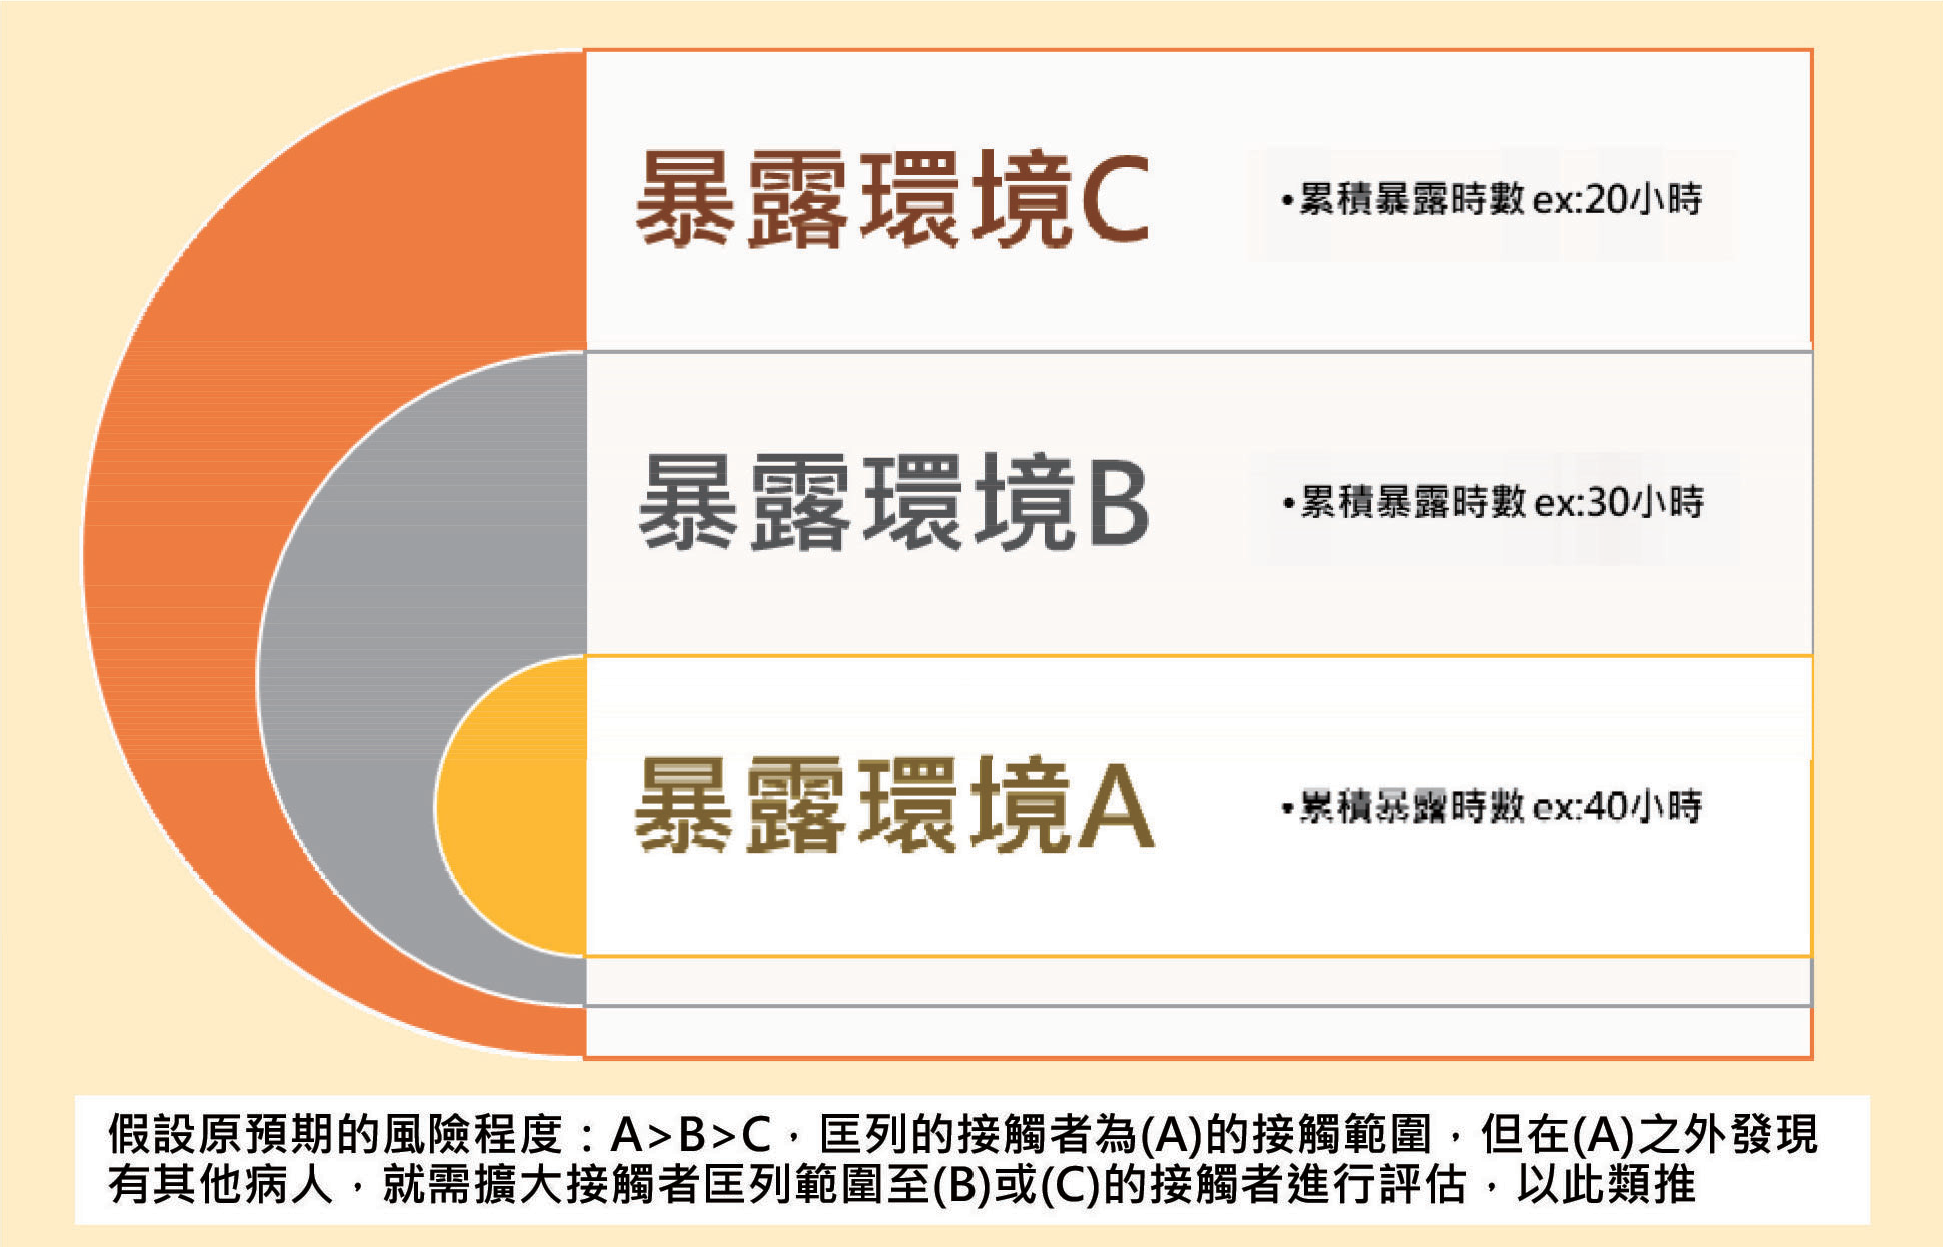 暴露環境C
•累積暴露時數 ex:20小時
暴露環境B
•累積暴露時數 ex:30小時
暴露環境A
•累積暴露時數 ex:40小時
假設原預期的風險程度：A>B>C，匡列的接觸者為(A)的接觸範圍，但在(A)之外發現
有其他病人，就需擴大接觸者匡列範圍至(B)或(C)的接觸者進行評估，以此類推